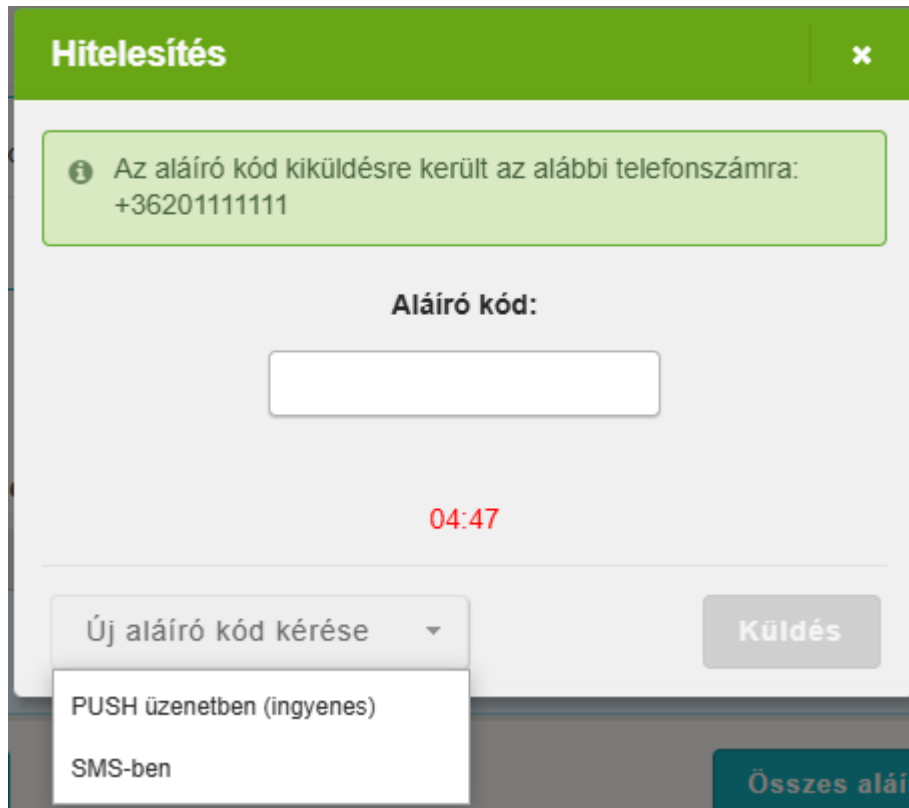 Hitelesítés
Az aláíró kód kiküldésre került az alábbi telefonszámra:
+36201111111
Aláíró kód:
04:47
Új aláíró kód kérése
Küldés
PUSH üzenetben (ingyenes)
SMS-ben
Összes